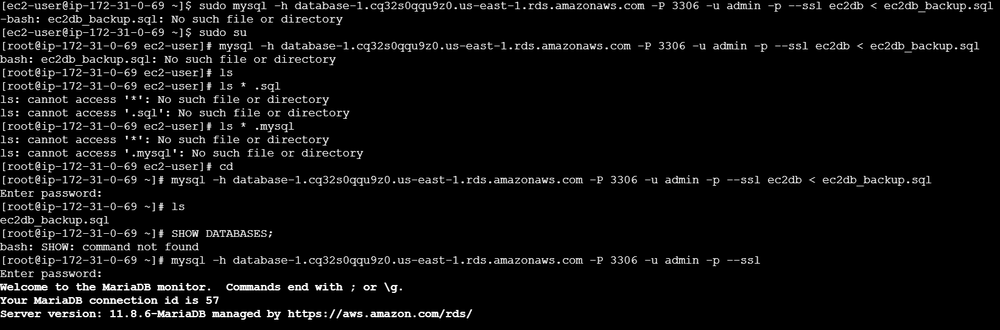 [ec2-user@ip-172-31-0-69 ~]$ sudo mysql -h database-1.cq32s0qqu9z0.us-east-1.rds.amazonaws.com -P 3306 -u admin -p --ssl ec2db < ec2db_backup.sql
-bash: ec2db_backup.sql: No such file or directory
[ec2-user@ip-172-31-0-69 ~]$ sudo su
[root@ip-172-31-0-69 ec2-user]# mysql -h database-1.cq32s0qqu9z0.us-east-1.rds.amazonaws.com -P 3306 -u admin -p --ssl ec2db < ec2db_backup.sql
bash: ec2db_backup.sql: No such file or directory
[root@ip-172-31-0-69 ec2-user]# ls
[root@ip-172-31-0-69 ec2-user]# ls * .sql
ls: cannot access '*': No such file or directory
ls: cannot access '.sql': No such file or directory
[root@ip-172-31-0-69 ec2-user]# ls * .mysql
ls: cannot access '*': No such file or directory
ls: cannot access '.mysql': No such file or directory
[root@ip-172-31-0-69 ec2-user]# cd
[root@ip-172-31-0-69 ~]# mysql -h database-1.cq32s0qqu9z0.us-east-1.rds.amazonaws.com -P 3306 -u admin -p --ssl ec2db < ec2db_backup.sql
Enter password:
[root@ip-172-31-0-69 ~]# ls
ec2db_backup.sql
[root@ip-172-31-0-69 ~]# SHOW DATABASES;
bash: SHOW: command not found
[root@ip-172-31-0-69 ~]# mysql -h database-1.cq32s0qqu9z0.us-east-1.rds.amazonaws.com -P 3306 -u admin -p --ssl
Enter password:
Welcome to the MariaDB monitor.  Commands end with ; or \g.
Your MariaDB connection id is 57
Server version: 11.8.6-MariaDB managed by https://aws.amazon.com/rds/